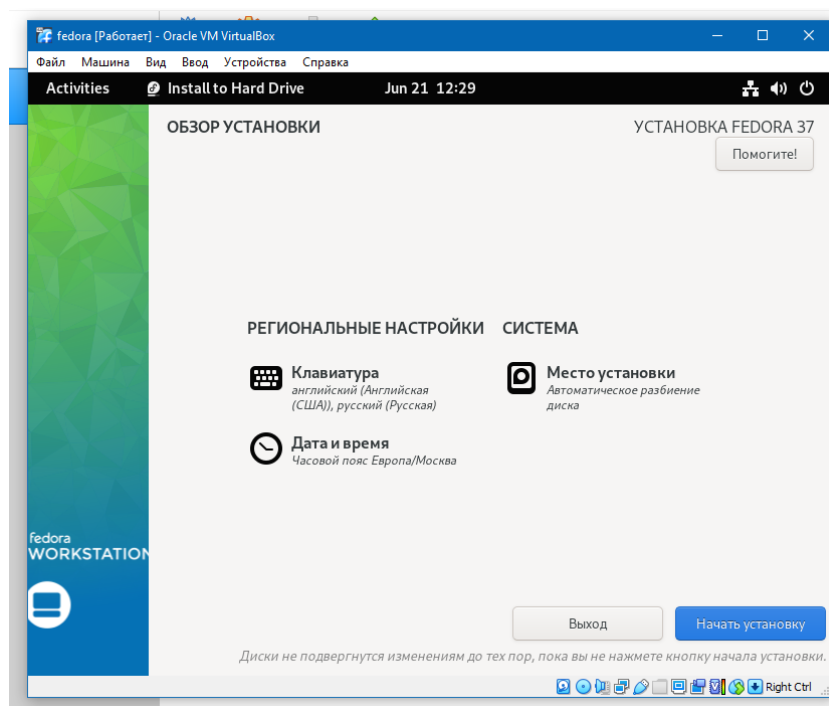 fedora [Работает] - Oracle VM VirtualBox
Файл Машина Вид Ввод Устройства Справка
Activities Install to Hard Drive Jun 21 12:29
ОБЗОР УСТАНОВКИ УСТАНОВКА FEDORA 37
Помогите!
РЕГИОНАЛЬНЫЕ НАСТРОЙКИ СИСТЕМА
Клавиатура
английский (Английская
(США)), русский (Русская)
Место установки
Автоматическое разбиение
диска
Дата и время
Часовой пояс Европа/Москва
fedora
WORKSTATION
Выход Начать установку
Диски не подвергнутся изменениям до тех пор, пока вы не нажмете кнопку начала установки.
Right Ctrl